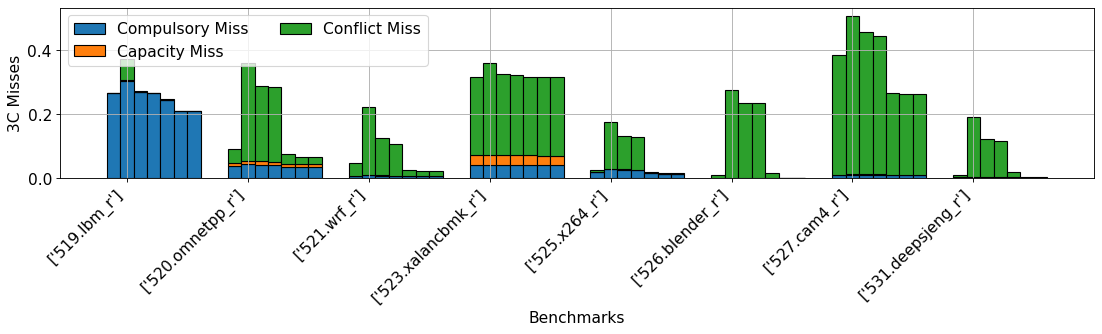 Compulsory Miss
Capacity Miss
Conflict Miss
3C Misses
0.4
0.2
0.0
['519.lbm_r']
['520.omnetpp_r']
['521.wrf_r']
['523.xalancbmk_r']
['525.x264_r']
['526.blender_r']
['527.cam4_r']
['531.deepsjeng_r']
Benchmarks